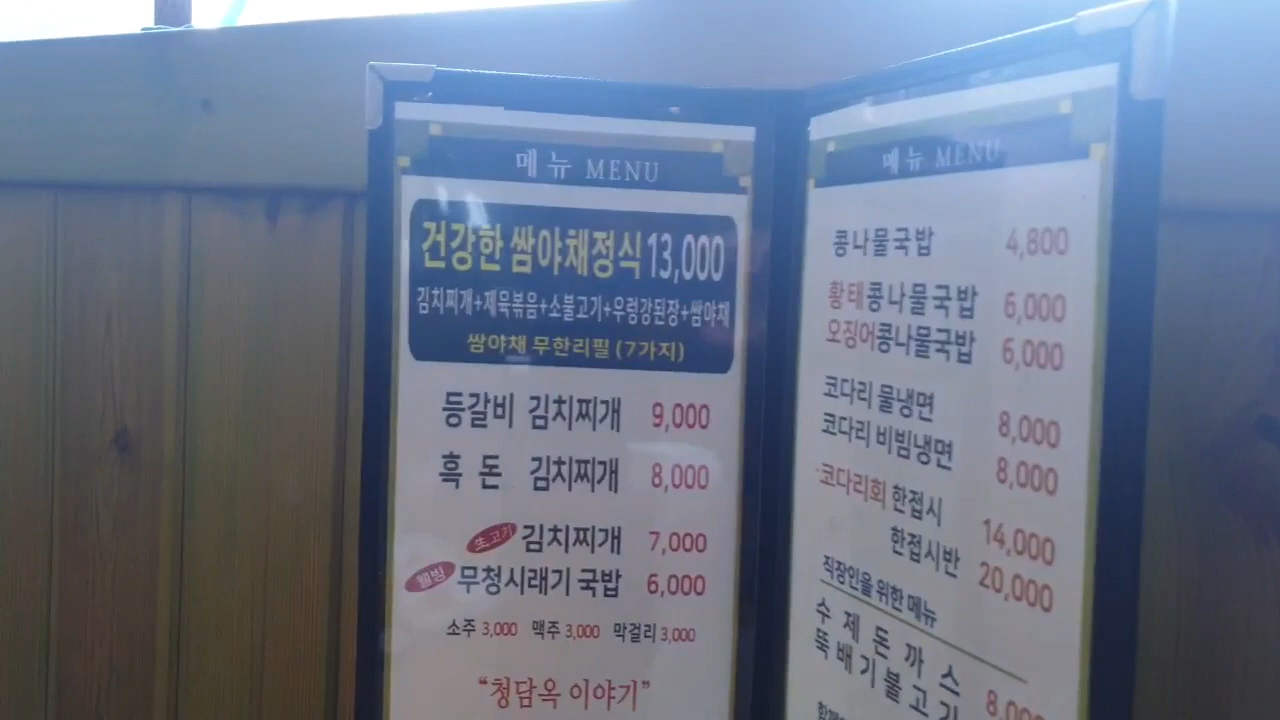 메뉴 MENU
건강한 쌈야채정식 13,000
김치찌개+제육볶음+소불고기+우렁강된장+쌈야채
쌈야채 무한리필 (7가지)
등갈비 김치찌개 9,000
흑 돈 김치찌개 8,000
生고기 김치찌개 7,000
웰빙 무청시래기 국밥 6,000
소주 3,000 맥주 3,000 막걸리 3,000
“청담옥 이야기”
메뉴 MENU
콩나물국밥 4,800
황태콩나물국밥 6,000
오징어콩나물국밥 6,000
코다리 물냉면 8,000
코다리 비빔냉면 8,000
·코다리회 한접시 14,000
한접시반 20,000
직장인을 위한 메뉴
수 제 돈 까 스 8,000
뚝 배 기 불 고 기